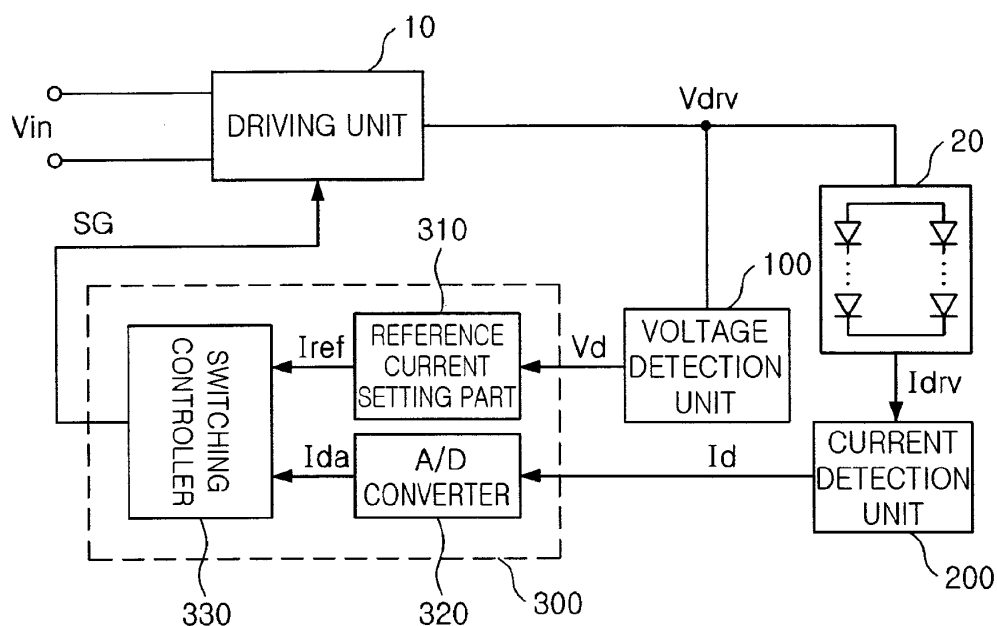 10
Vin
DRIVING UNIT
Vdrv
20
SG
310
100
SWITCHING
CONTROLLER
Iref
REFERENCE
CURRENT
SETTING PART
Vd
VOLTAGE
DETECTION
UNIT
Idrv
Ida
A/D
CONVERTER
Id
CURRENT
DETECTION
UNIT
330
320
300
200